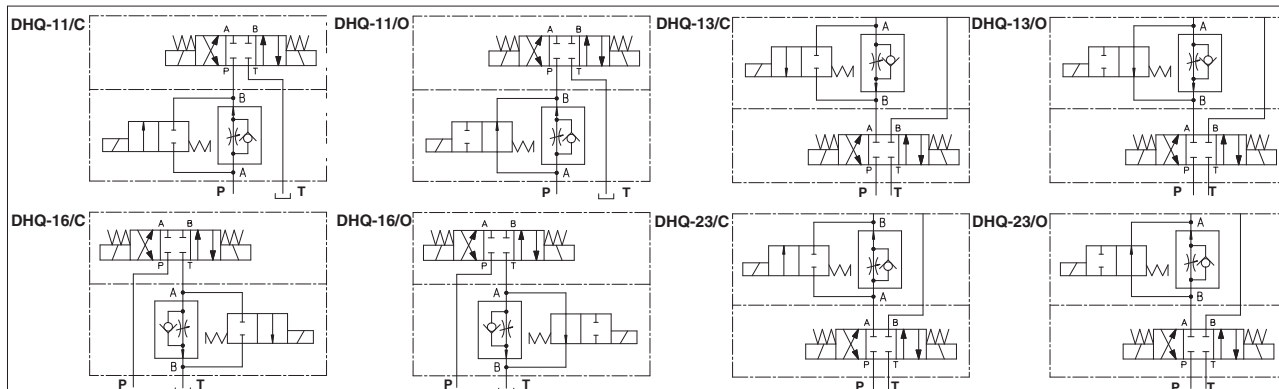 DHQ-11/C
A B
P T
B
A
P T
DHQ-11/O
A B
P T
B
A
P T
DHQ-13/C
A
B
A B
P T
P T
DHQ-13/O
A
B
A B
P T
P T
DHQ-16/C
A B
P T
A
B
P T
DHQ-16/O
A B
P T
A
B
P T
DHQ-23/C
B
A
A B
P T
P T
DHQ-23/O
A
B
A B
P T
P T